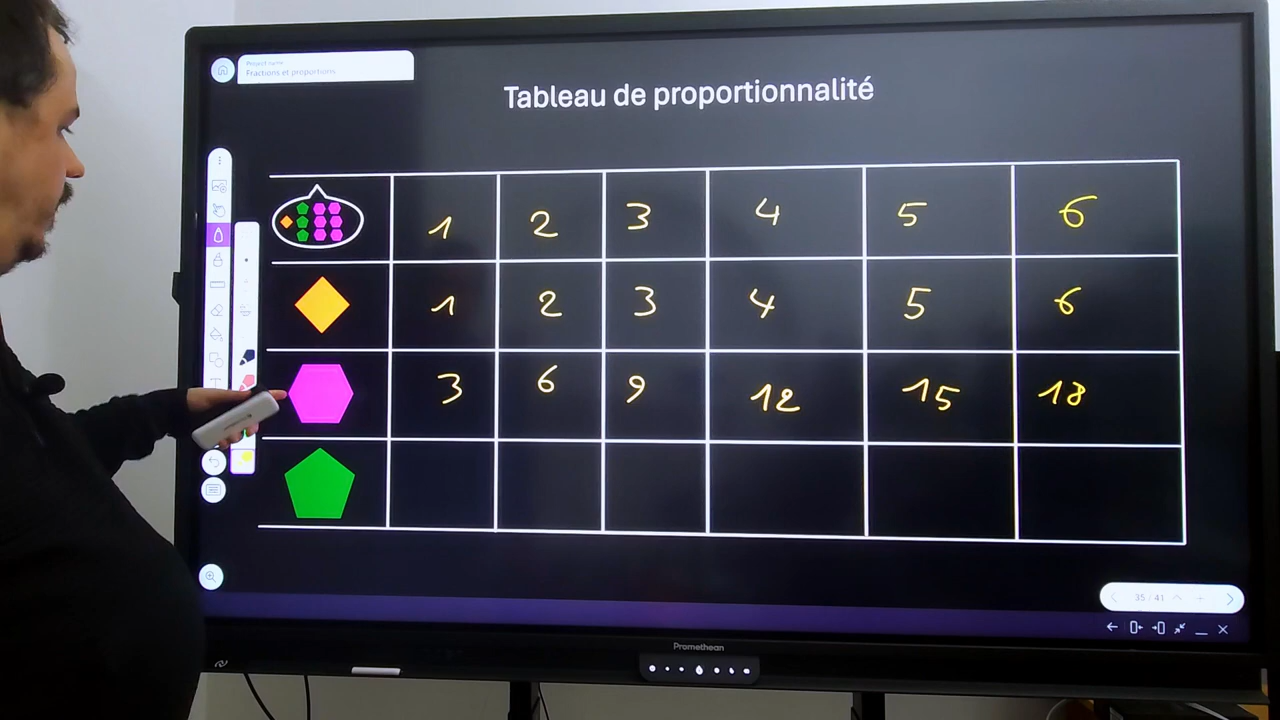 Project name
Fractions et proportions
Tableau de proportionnalité
1 2 3 4 5 6
1 2 3 4 5 6
3 6 9 12 15 18
35 / 41
Promethean